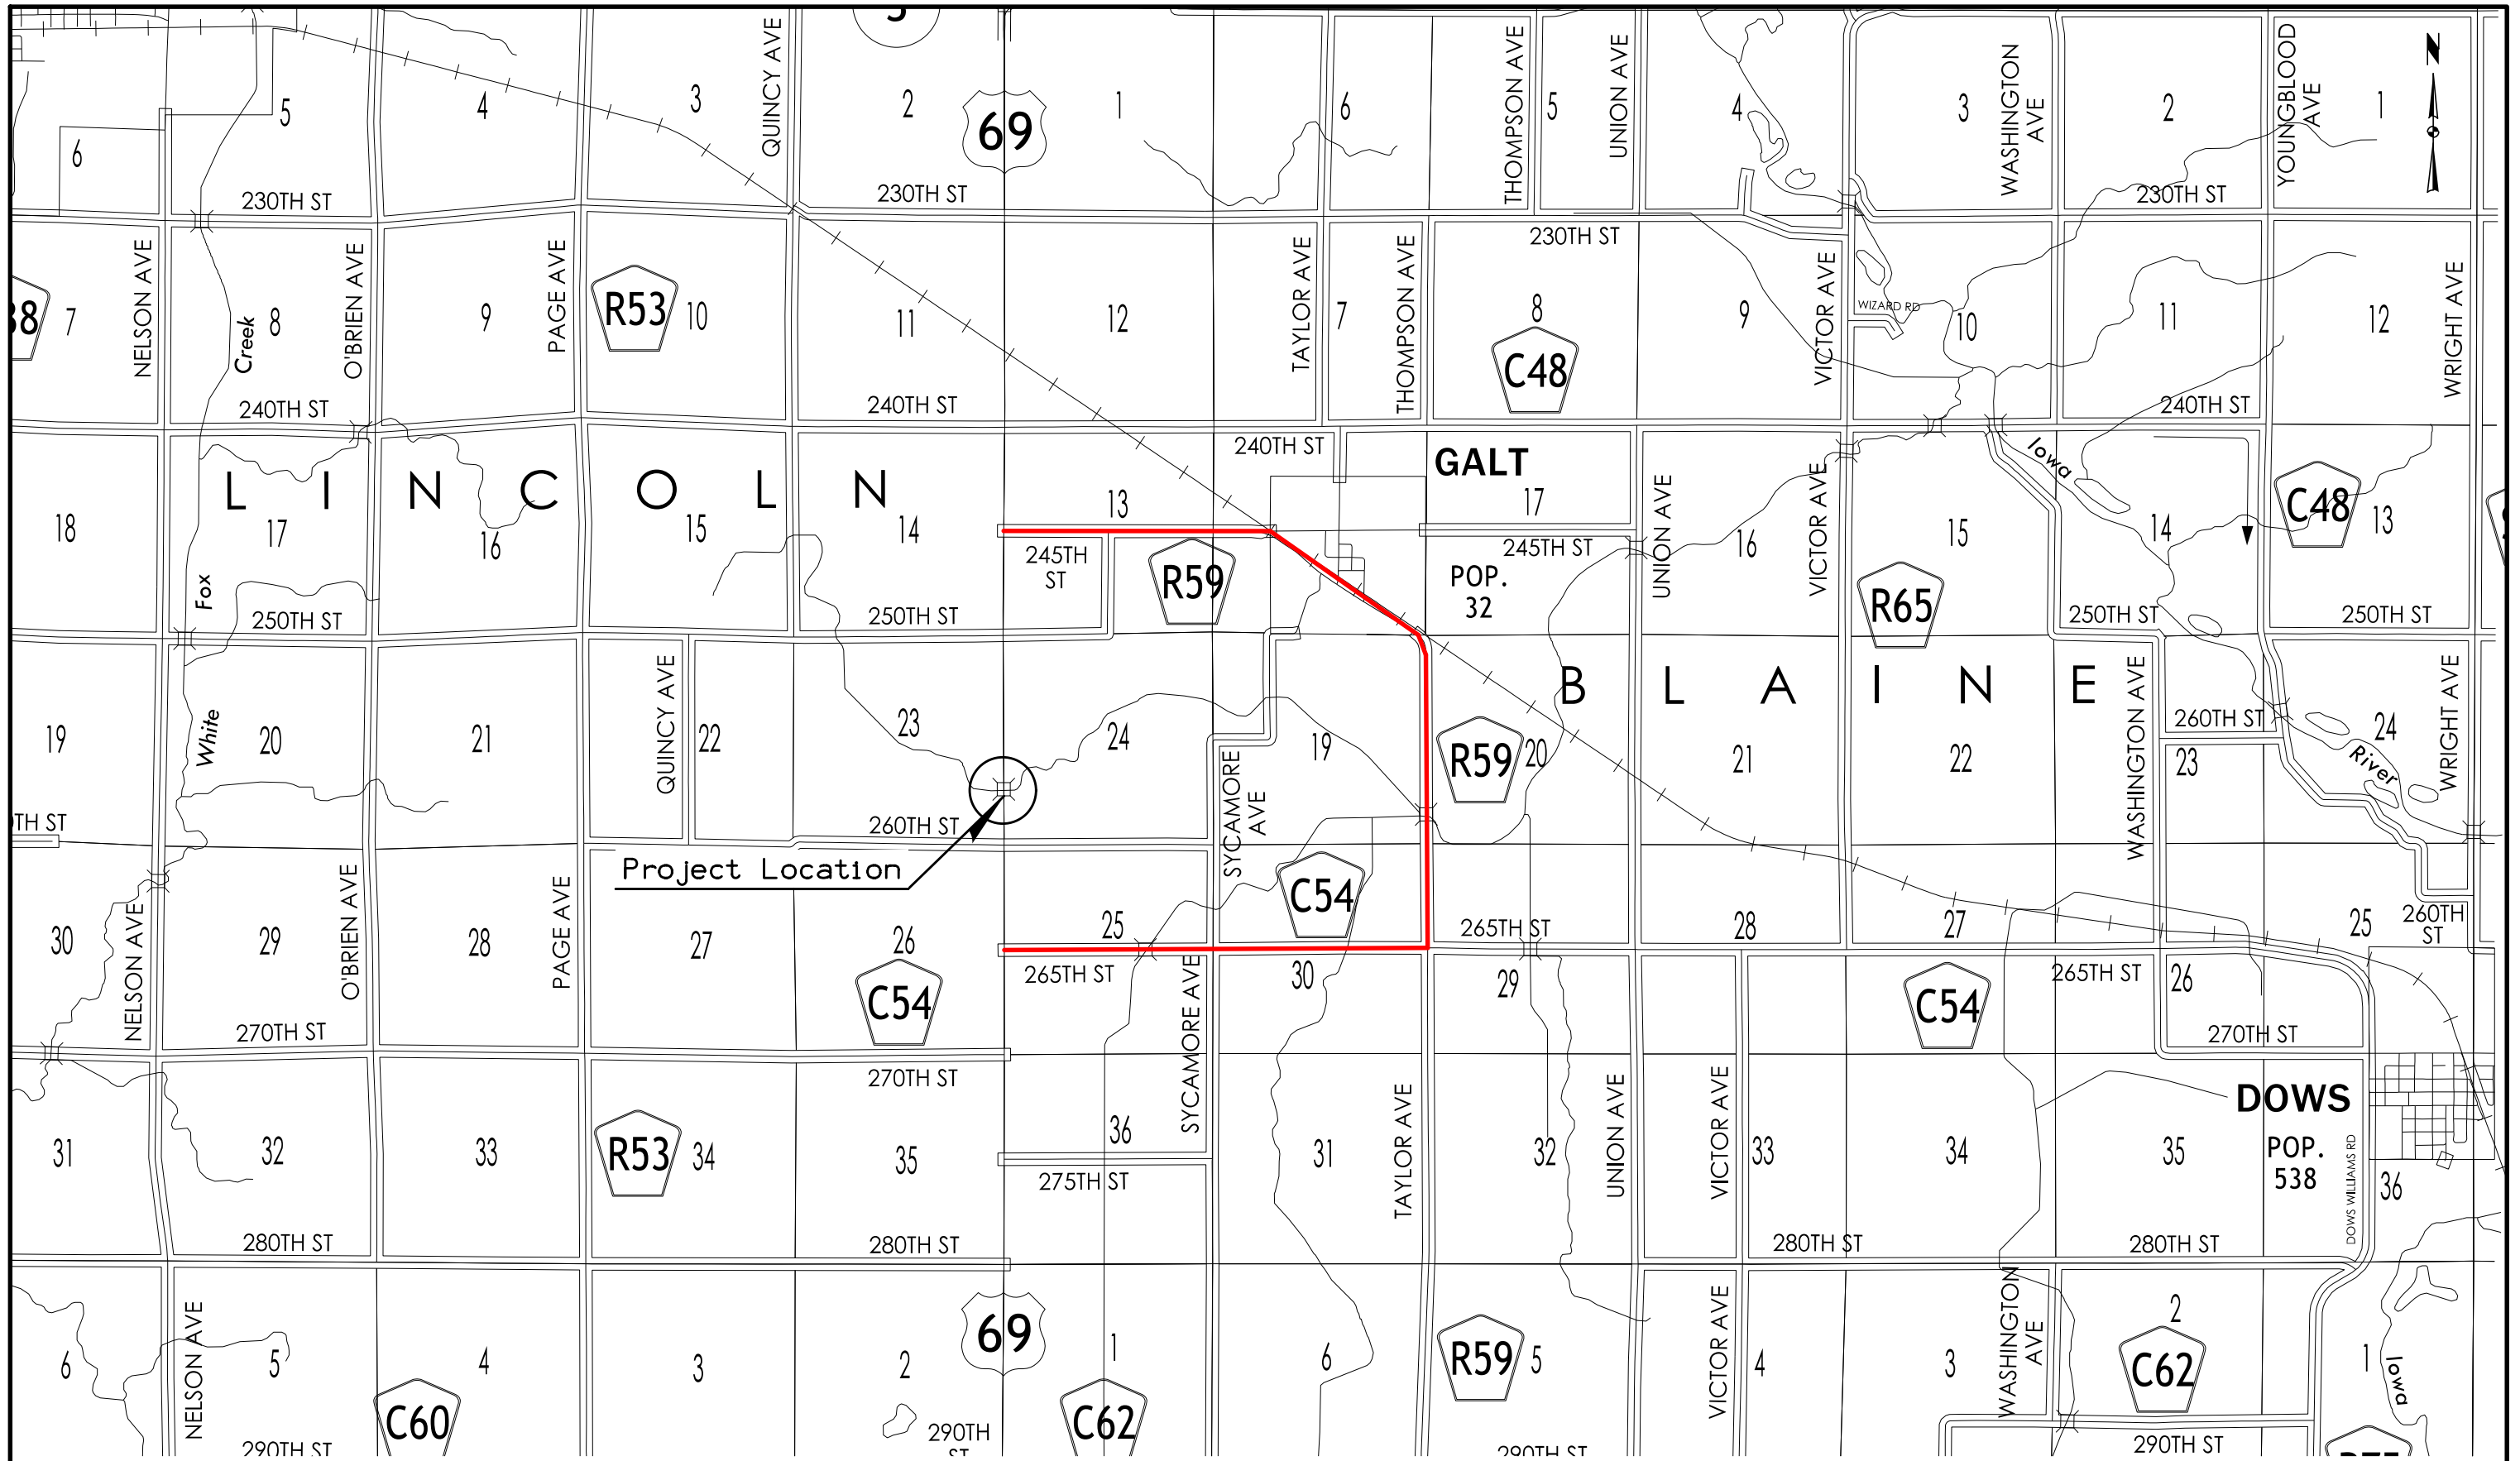 QUINCY AVE
THOMPSON AVE
UNION AVE
WASHINGTON
AVE
YOUNGBLOOD
AVE
N
6
5
4
3
2
69
1
6
5
4
3
2
1
230TH ST
230TH ST
230TH ST
230TH ST
NELSON AVE
O'BRIEN AVE
PAGE AVE
TAYLOR AVE
THOMPSON AVE
VICTOR AVE
WRIGHT AVE
7
Creek
8
9
R53
10
11
12
7
8
C48
9
WIZARD RD
10
11
12
240TH ST
240TH ST
240TH ST
240TH ST
LINCOLN
GALT
Iowa
18
17
16
15
14
13
17
16
15
14
C48
13
UNION AVE
VICTOR AVE
245TH
ST
245TH ST
R59
POP.
32
R65
Fox
250TH ST
250TH ST
250TH ST
250TH ST
BLAINE
QUINCY AVE
WASHINGTON AVE
WRIGHT AVE
White
19
20
21
22
23
24
19
R59
20
21
22
23
24
260TH ST
River
SYCAMORE
AVE
TH ST
260TH ST
Project Location
C54
NELSON AVE
O'BRIEN AVE
PAGE AVE
30
29
28
27
26
25
265TH ST
28
27
25
260TH
ST
C54
265TH ST
SYCAMORE AVE
30
29
C54
265TH ST
26
270TH ST
270TH ST
270TH ST
TAYLOR AVE
UNION AVE
VICTOR AVE
DOWS
POP.
538
DOWS WILLIAMS RD
31
32
33
R53
34
35
36
31
32
33
34
35
36
275TH ST
280TH ST
280TH ST
280TH ST
280TH ST
NELSON AVE
69
VICTOR AVE
WASHINGTON
AVE
6
5
4
3
2
1
6
R59
5
4
3
2
1
Iowa
C60
C62
C62
290TH ST
290TH
ST
290TH ST
290TH ST